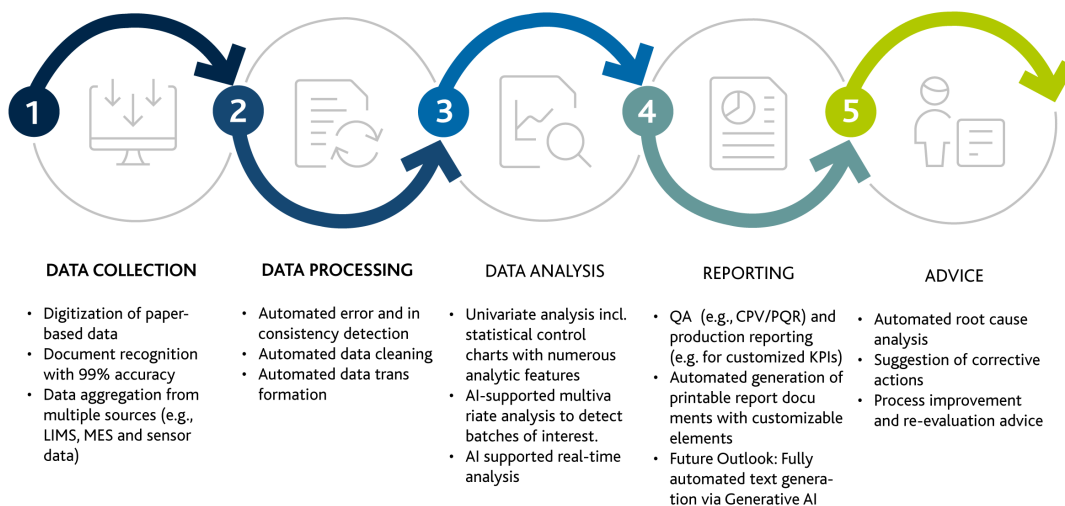 1
2
3
4
5
DATA COLLECTION
• Digitization of paper-
based data
• Document recognition
with 99% accuracy
• Data aggregation from
multiple sources (e.g.,
LIMS, MES and sensor
data)
DATA PROCESSING
• Automated error and in
consistency detection
• Automated data cleaning
• Automated data trans
formation
DATA ANALYSIS
• Univariate analysis incl.
statistical control
charts with numerous
analytic features
• AI-supported multiva
riate analysis to detect
batches of interest.
• AI supported real-time
analysis
REPORTING
• QA (e.g., CPV/PQR) and
production reporting
(e.g. for customized KPIs)
• Automated generation of
printable report docu
ments with customizable
elements
• Future Outlook: Fully
automated text genera-
tion via Generative AI
ADVICE
• Automated root cause
analysis
• Suggestion of corrective
actions
• Process improvement
and re-evaluation advice